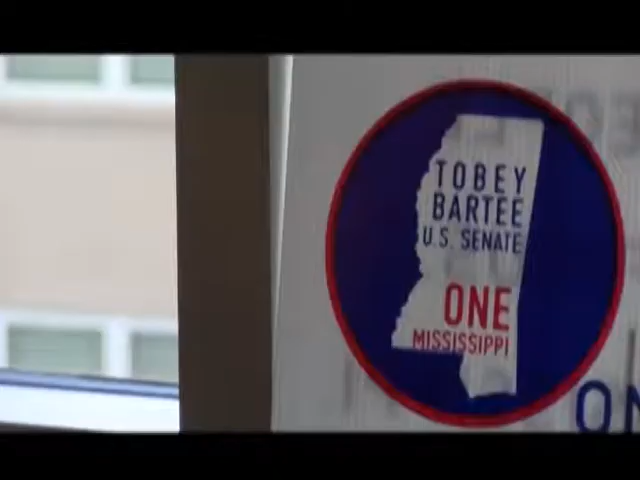 TOBEY
BARTEE
U.S. SENATE
ONE
MISSISSIPPI